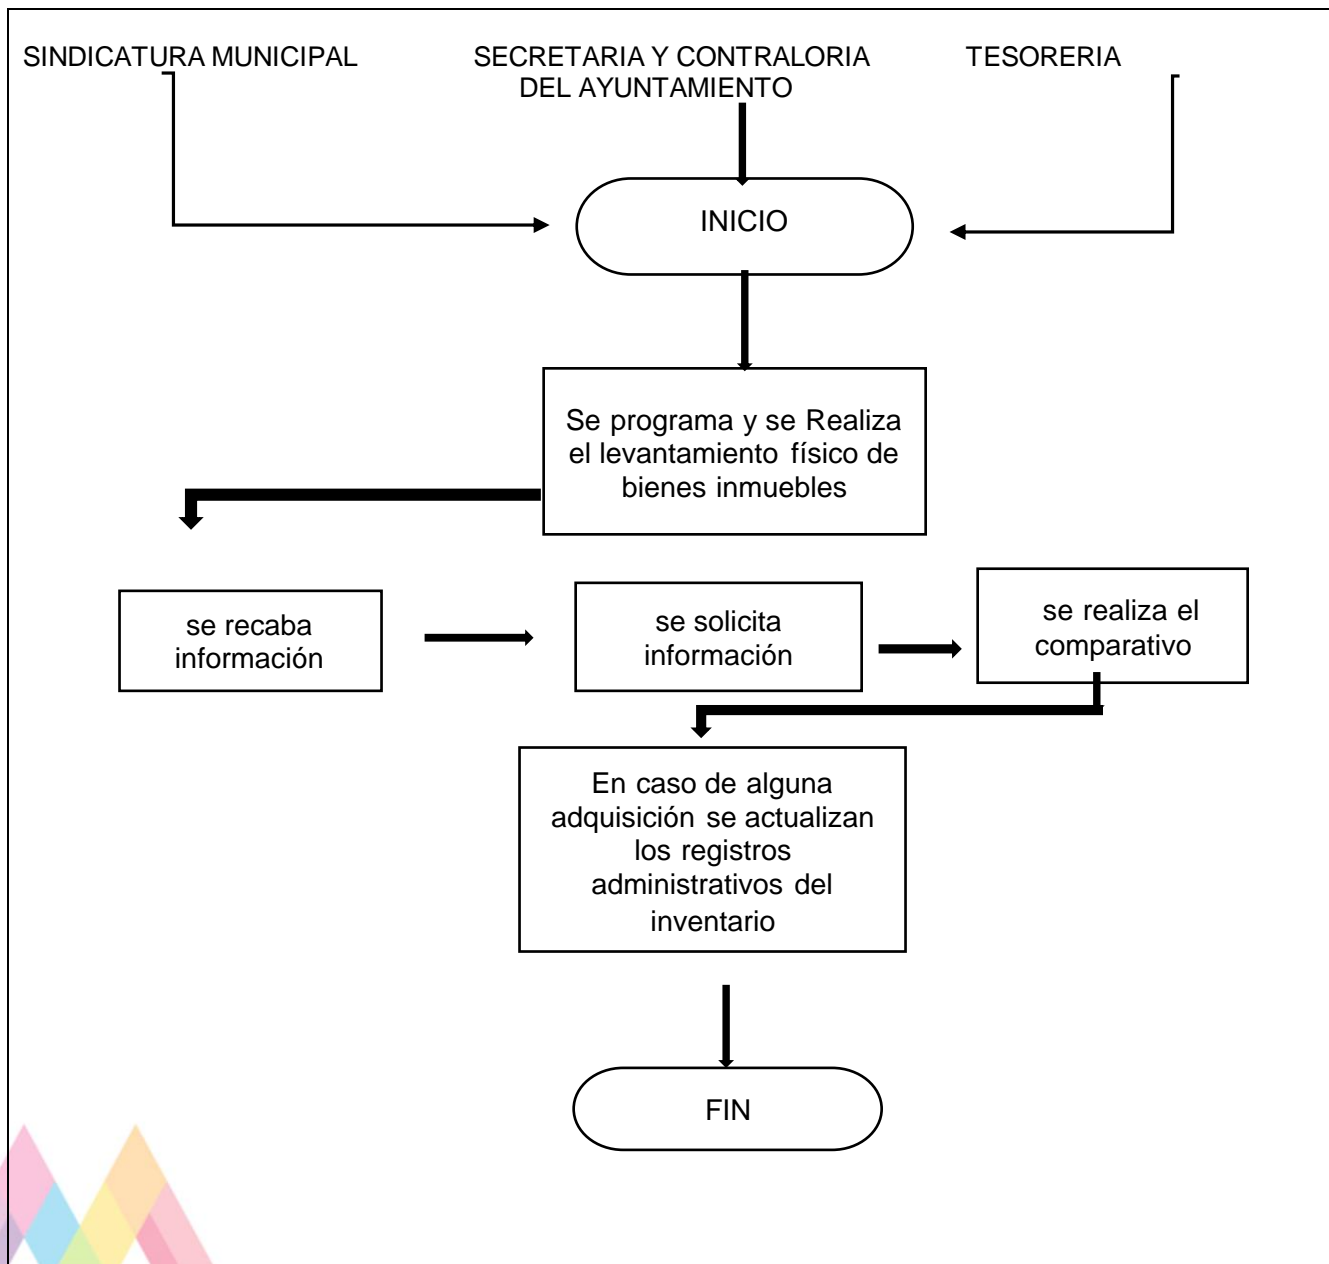 SINDICATURA MUNICIPAL
SECRETARIA Y CONTRALORIA
DEL AYUNTAMIENTO
TESORERIA
INICIO
Se programa y se Realiza
el levantamiento físico de
bienes inmuebles
se recaba
información
se solicita
información
se realiza el
comparativo
En caso de alguna
adquisición se actualizan
los registros
administrativos del
inventario
FIN